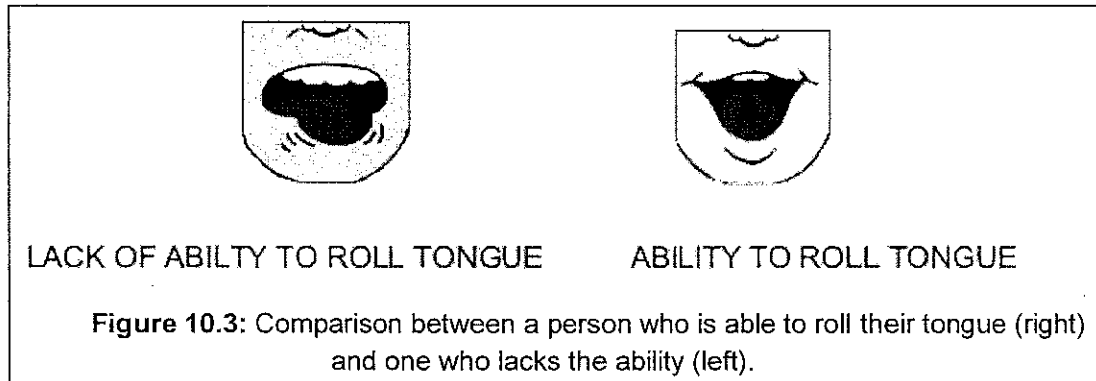 LACK OF ABILTY TO ROLL TONGUE
ABILITY TO ROLL TONGUE
Figure 10.3: Comparison between a person who is able to roll their tongue (right)
and one who lacks the ability (left).